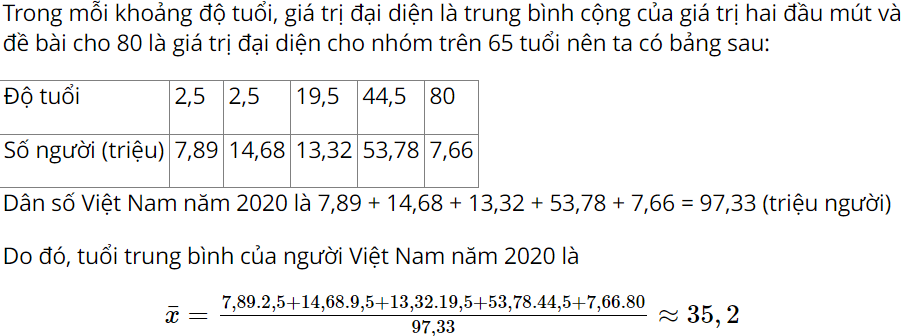 Trong mỗi khoảng độ tuổi, giá trị đại diện là trung bình cộng của giá trị hai đầu mút và
đề bài cho 80 là giá trị đại diện cho nhóm trên 65 tuổi nên ta có bảng sau:
Độ tuổi 2,5 2,5 19,5 44,5 80
Số người (triệu) 7,89 14,68 13,32 53,78 7,66
Dân số Việt Nam năm 2020 là 7,89 + 14,68 + 13,32 + 53,78 + 7,66 = 97,33 (triệu người)
Do đó, tuổi trung bình của người Việt Nam năm 2020 là
x̄ = 7,89.2,5+14,68.9,5+13,32.19,5+53,78.44,5+7,66.80 / 97,33 ≈ 35, 2